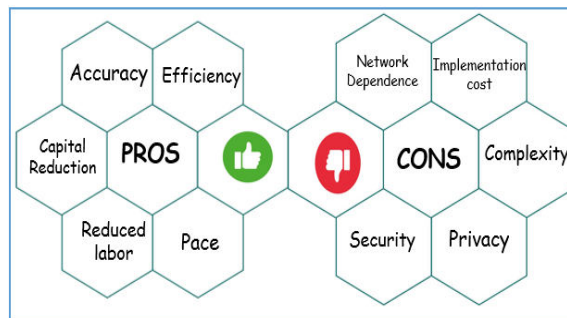 Accuracy
Efficiency
Capital
Reduction
PROS
Reduced
labor
Pace
Network
Dependence
Implementation
cost
CONS
Complexity
Security
Privacy